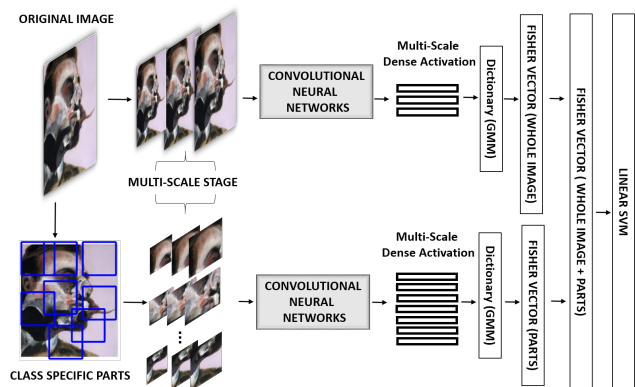 ORIGINAL IMAGE
CONVOLUTIONAL
NEURAL
NETWORKS
Multi-Scale
Dense Activation
Dictionary (GMM)
FISHER VECTOR (WHOLE IMAGE)
FISHER VECTOR ( WHOLE IMAGE + PARTS)
LINEAR SVM
MULTI-SCALE STAGE
CLASS SPECIFIC PARTS
CONVOLUTIONAL
NEURAL
NETWORKS
Multi-Scale
Dense Activation
Dictionary (GMM)
FISHER VECTOR (PARTS)